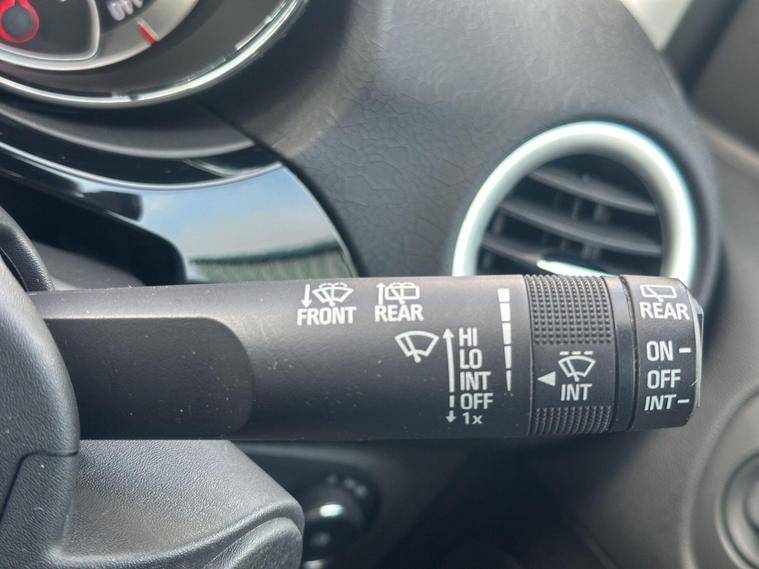 FRONT
REAR
HI
LO
INT
OFF
1x
INT
REAR
ON
OFF
INT